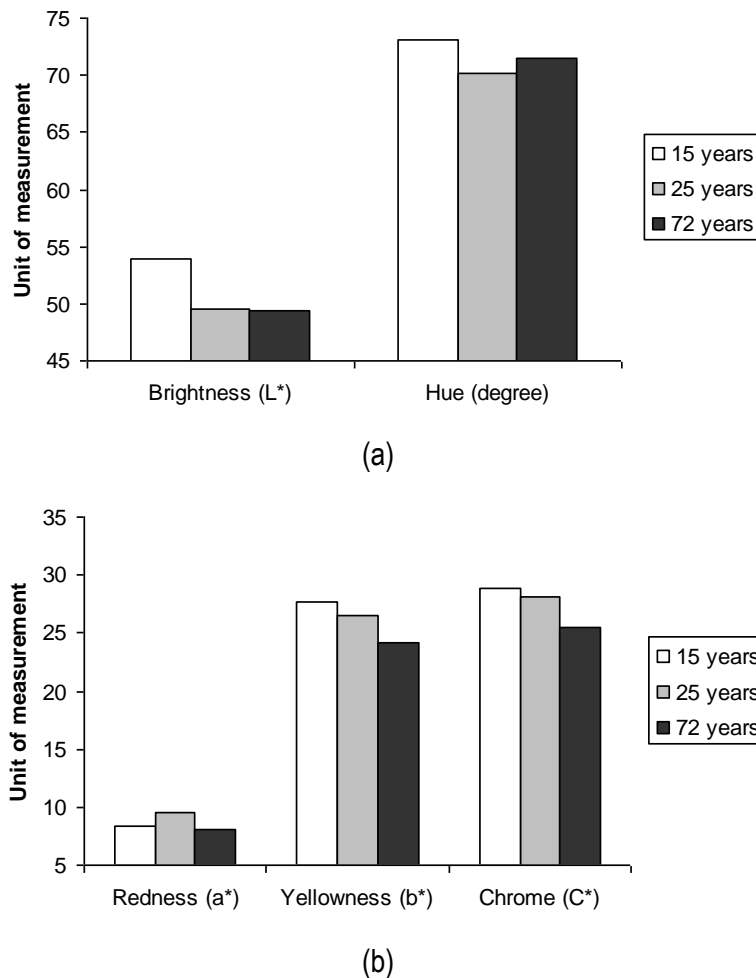 75
70
65
60
55
50
45
Unit of measurement
Brightness (L*)
Hue (degree)
15 years
25 years
72 years
(a)
35
30
25
20
15
10
5
Unit of measurement
Redness (a*)
Yellowness (b*)
Chrome (C*)
15 years
25 years
72 years
(b)